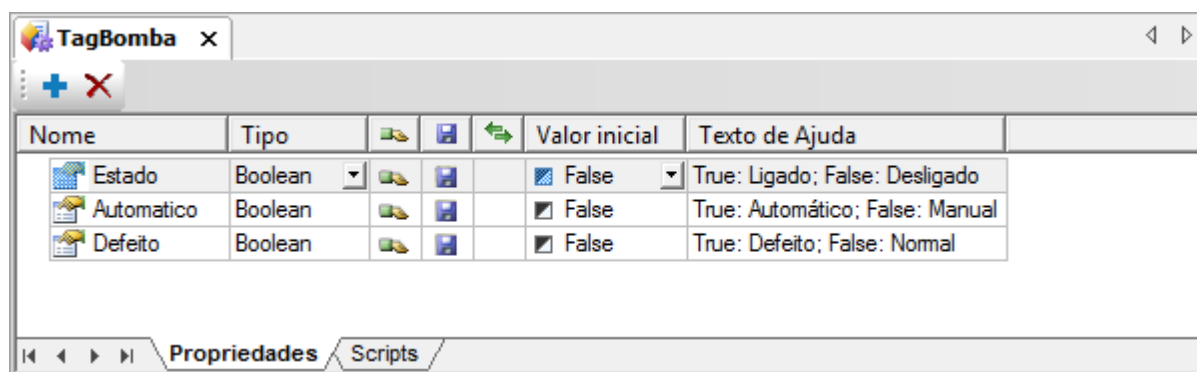 TagBomba
Nome Tipo Valor inicial Texto de Ajuda
Estado Boolean False True: Ligado; False: Desligado
Automatico Boolean False True: Automático; False: Manual
Defeito Boolean False True: Defeito; False: Normal
Propriedades Scripts